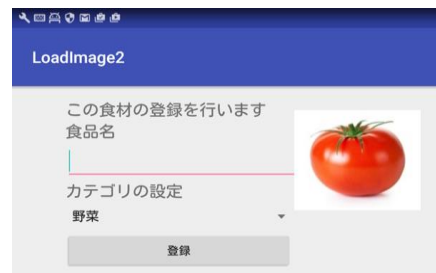 LoadImage2
この食材の登録を行います
食品名
カテゴリの設定
野菜
登録